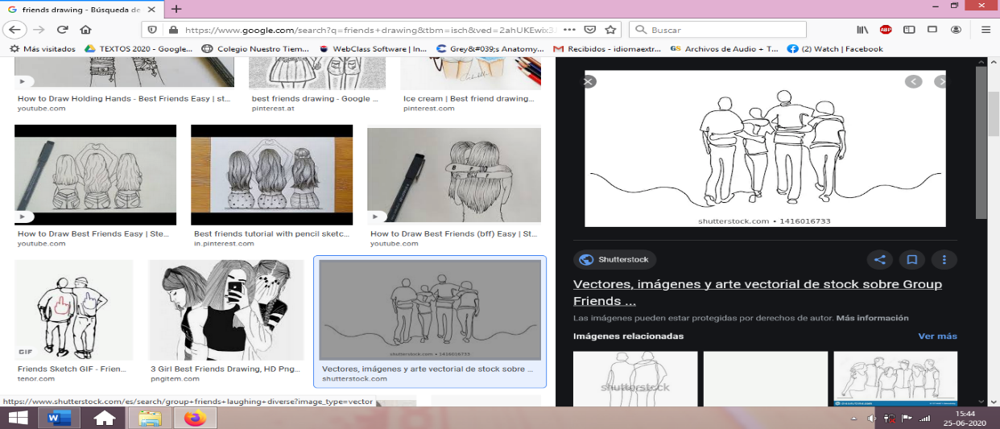 friends drawing - Búsqueda de
https://www.google.com/search?q=friends+drawing&tbm=isch&ved=2ahUKEwix3
Buscar
ABP
Más visitados
TEXTOS 2020 - Google...
Colegio Nuestro Tiem...
WebClass Software | In...
Grey&#039;s Anatomy...
Recibidos - idiomaextr...
GS Archivos de Audio + T...
(2) Watch | Facebook
How to Draw Holding Hands - Best Friends Easy | st...
youtube.com
best friends drawing - Google ...
pinterest.at
Ice cream | Best friend drawing...
pinterest.com
How to Draw Best Friends Easy | Ste...
youtube.com
Best friends tutorial with pencil sketc...
in.pinterest.com
How to Draw Best Friends (bff) Easy | St...
youtube.com
GIF
Friends Sketch GIF - Frien...
tenor.com
3 Girl Best Friends Drawing, HD Png...
pngitem.com
shutterstock.com • 1416016733
Vectores, imágenes y arte vectorial de stock sobre ...
shutterstock.com
https://www.shutterstock.com/es/search/group+friends+laughing+diverse?image_type=vector
shutterstock.com • 1416016733
Shutterstock
Vectores, imágenes y arte vectorial de stock sobre Group
Friends ...
Las imágenes pueden estar protegidas por derechos de autor. Más información
Imágenes relacionadas
Ver más
shutterstock
15:44
25-06-2020